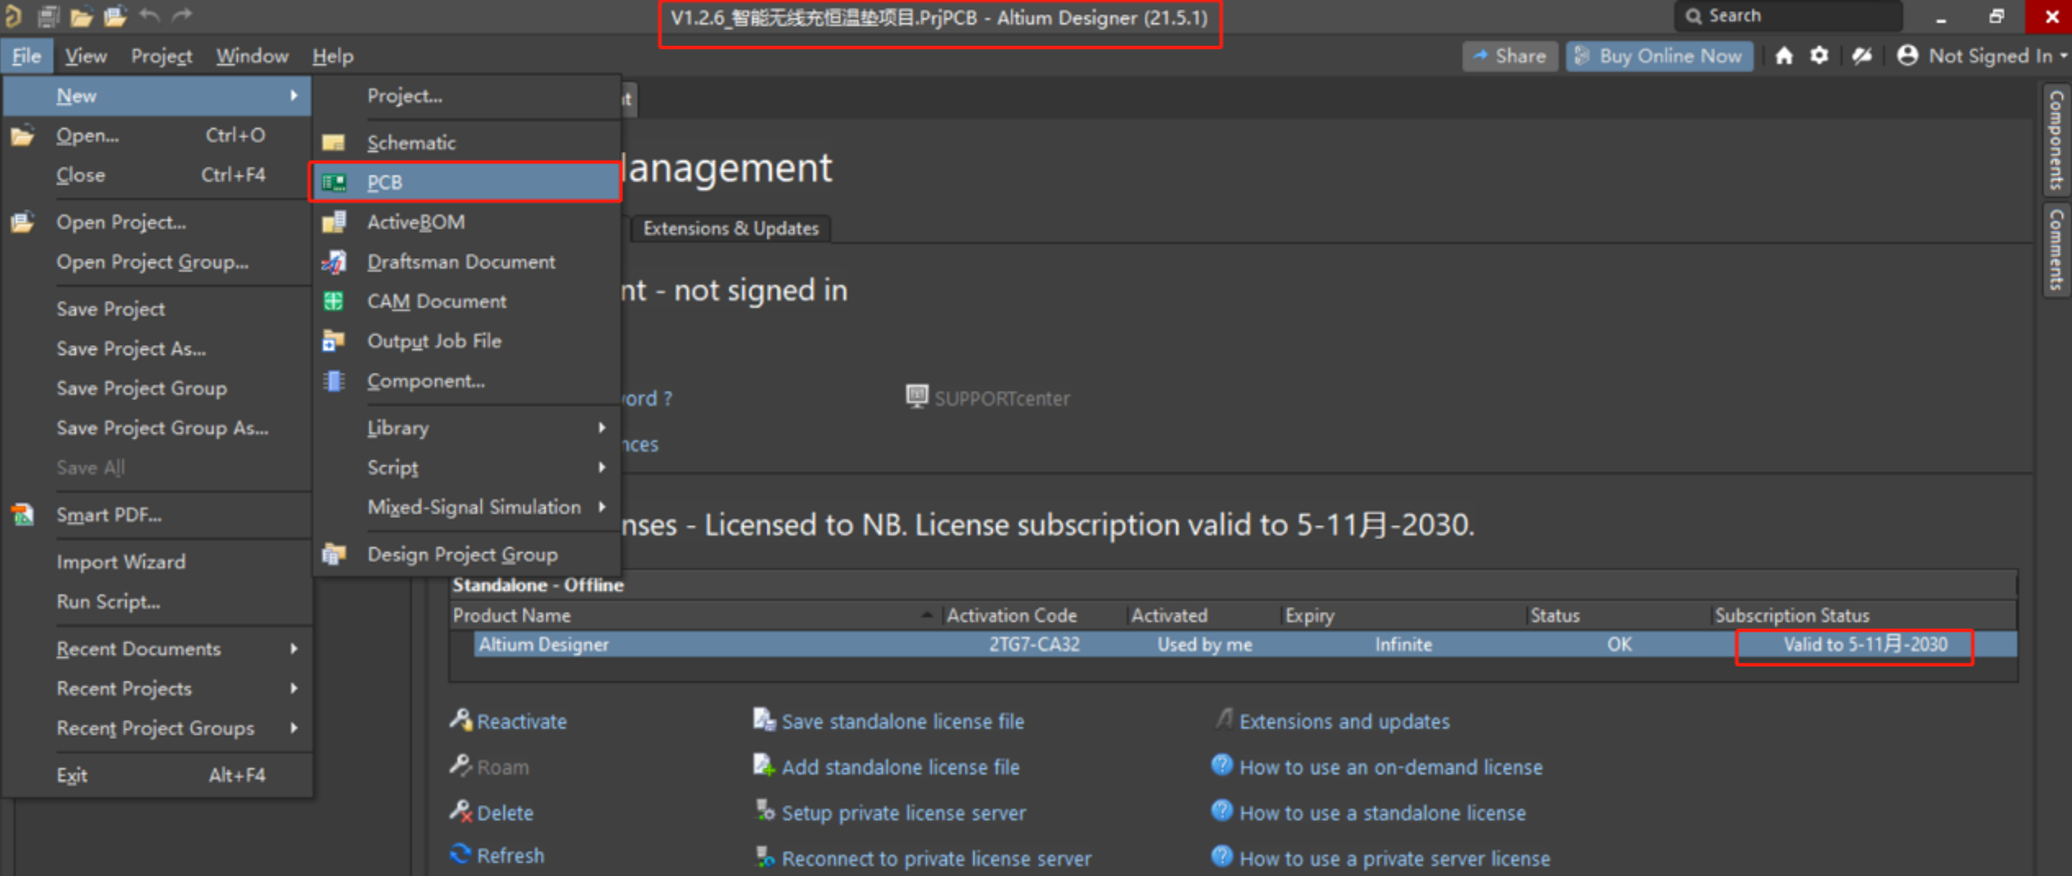 V1.2.6_智能无线充恒温垫项目.PrjPCB - Altium Designer (21.5.1)
Search
File View Project Window Help
Share
Buy Online Now
Not Signed In
New
Open... Ctrl+O
Close Ctrl+F4
Open Project...
Open Project Group...
Save Project
Save Project As...
Save Project Group
Save Project Group As...
Save All
Smart PDF...
Import Wizard
Run Script...
Recent Documents
Recent Projects
Recent Project Groups
Exit Alt+F4
Project...
Schematic
PCB
ActiveBOM
Draftsman Document
CAM Document
Output Job File
Component...
Library
Script
Mixed-Signal Simulation
Design Project Group
anagement
Extensions & Updates
nt - not signed in
ord ?
SUPPORTcenter
nces
nses - Licensed to NB. License subscription valid to 5-11月-2030.
Standalone - Offline
Product Name Activation Code Activated Expiry Status Subscription Status
Altium Designer 2TG7-CA32 Used by me Infinite OK Valid to 5-11月-2030
Reactivate Save standalone license file Extensions and updates
Roam Add standalone license file How to use an on-demand license
Delete Setup private license server How to use a standalone license
Refresh Reconnect to private license server How to use a private server license
Components
Comments